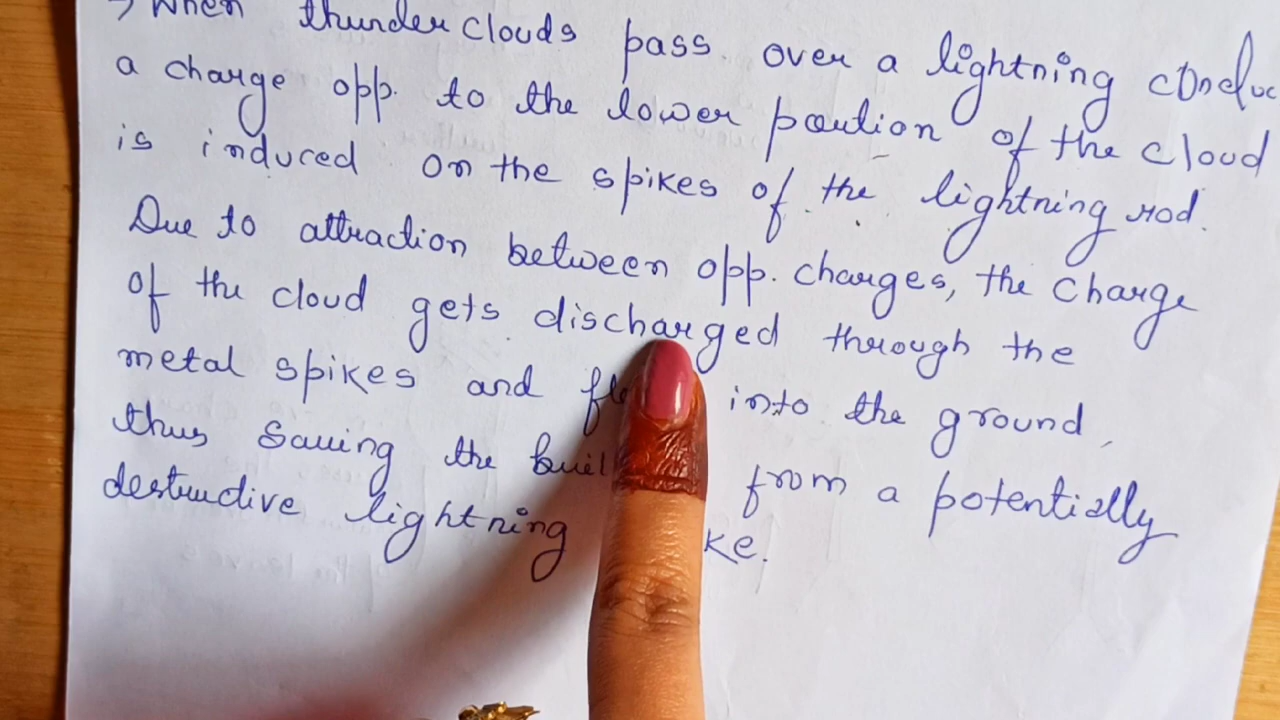 → When thunder clouds pass over a lightning
a charge opp. to the lower portion of the cloud
is induced on the spikes of the lightning rod.
Due to attraction between opp. charges, the charge
of the cloud gets discharged through the
metal spikes and into the ground,
thus saving the from a potentially
destructive lightning